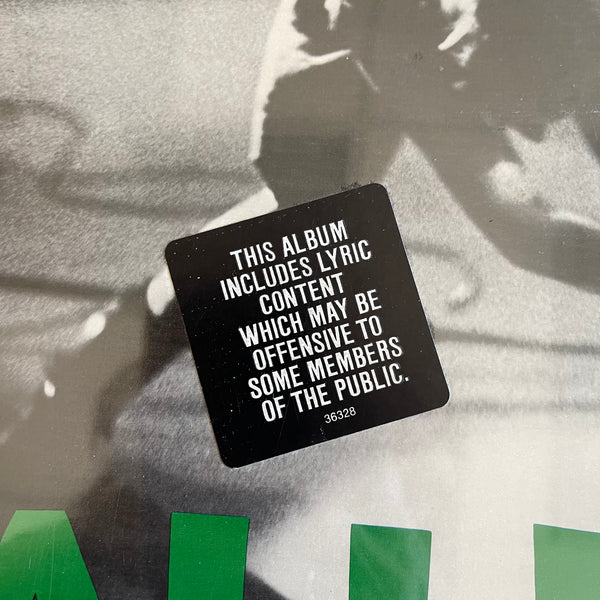 THIS ALBUM
INCLUDES LYRIC
CONTENT
WHICH MAY BE
OFFENSIVE TO
SOME MEMBERS
OF THE PUBLIC.
36328